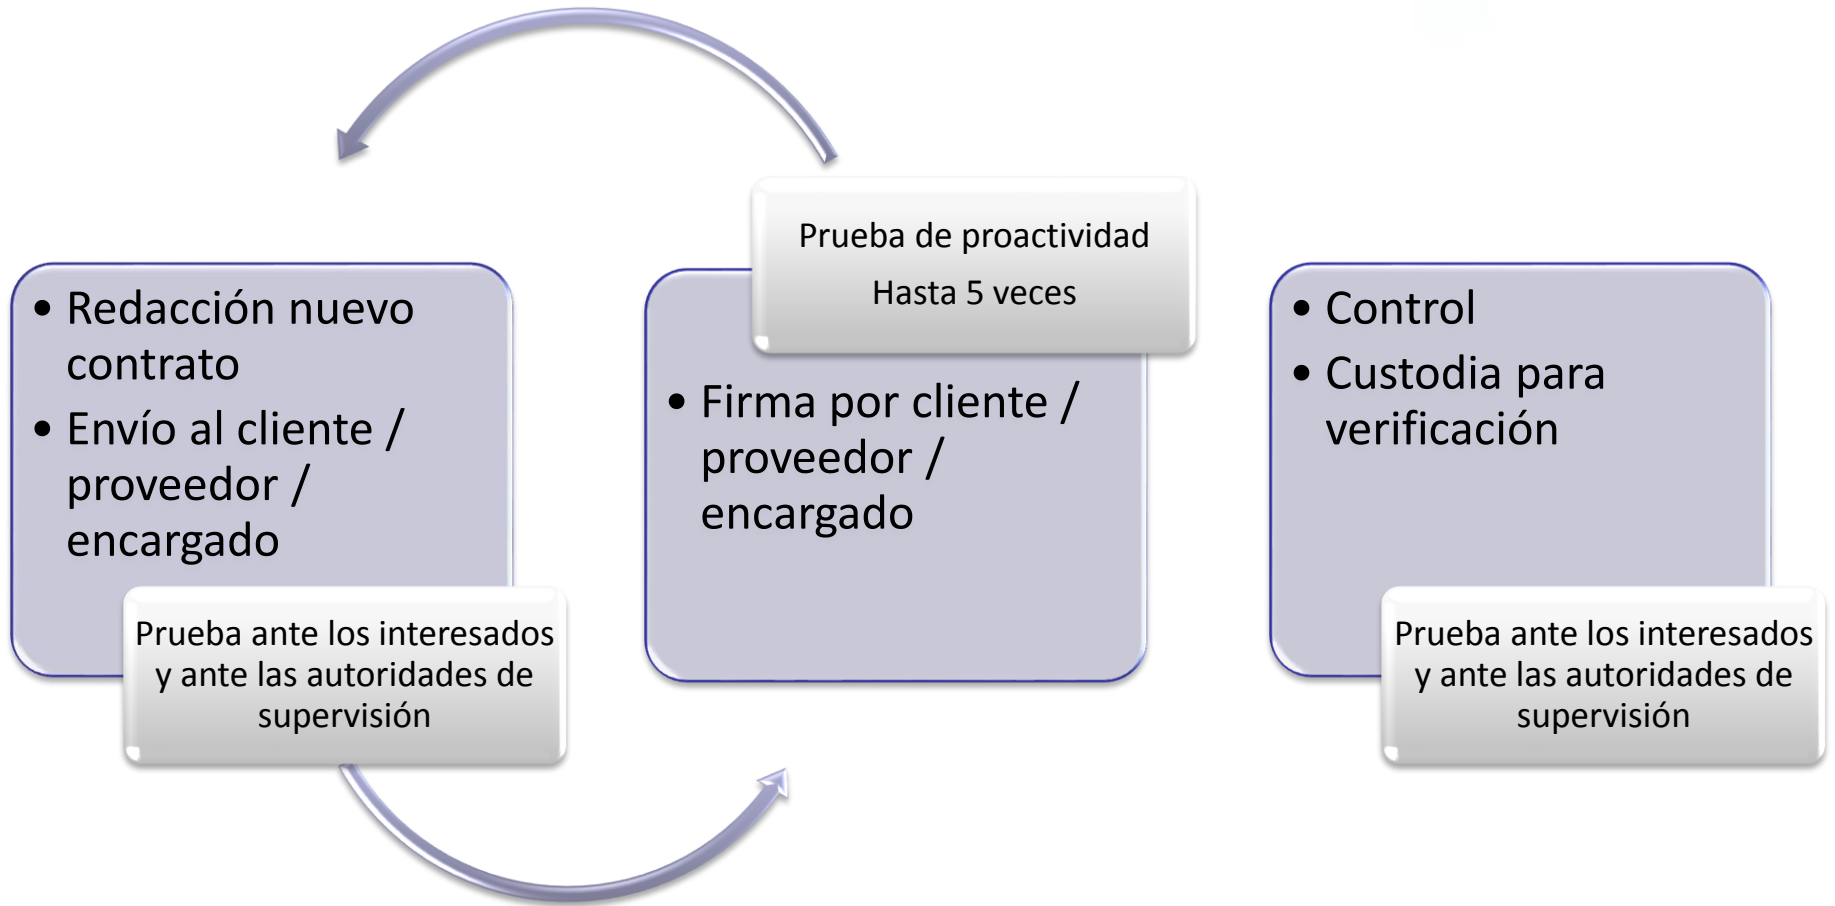 • Redacción nuevo
contrato
• Envío al cliente /
proveedor /
encargado
Prueba ante los interesados
y ante las autoridades de
supervisión
Prueba de proactividad
Hasta 5 veces
• Firma por cliente /
proveedor /
encargado
• Control
• Custodia para
verificación
Prueba ante los interesados
y ante las autoridades de
supervisión